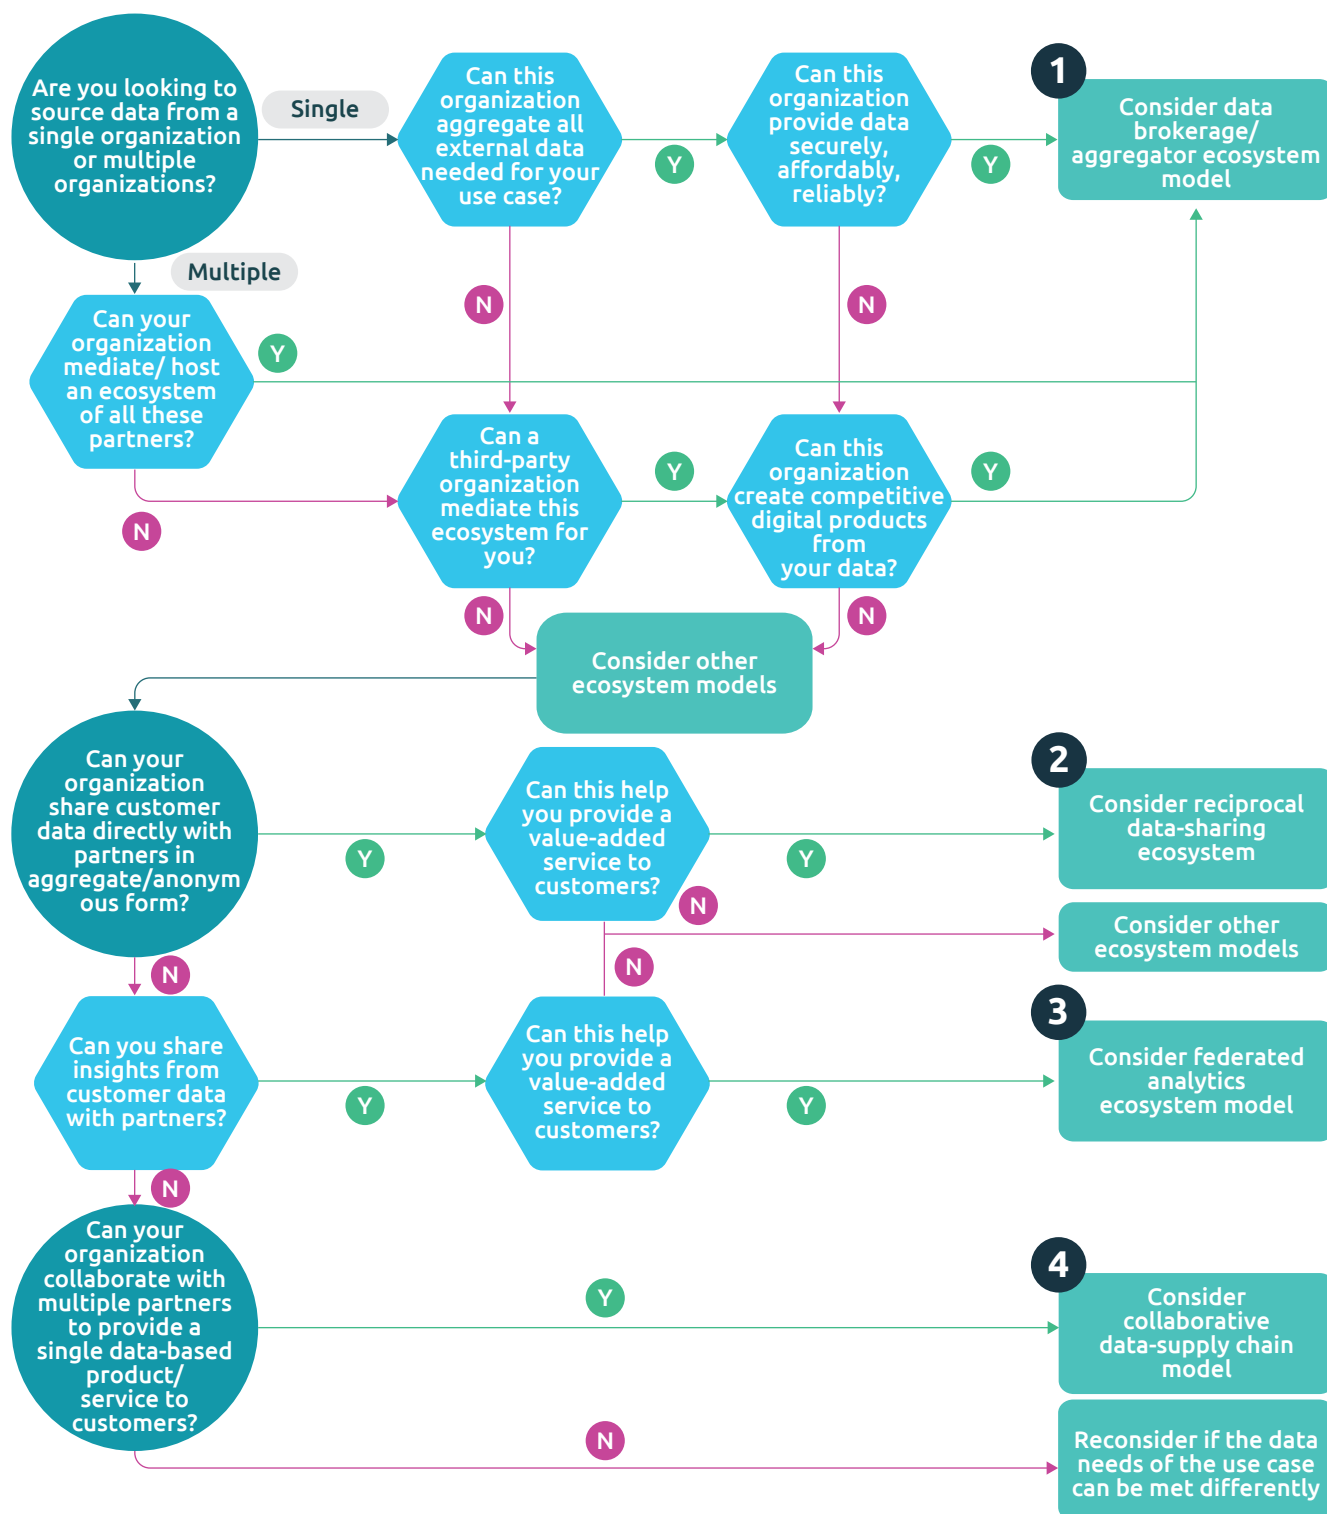 Are you looking to
source data from a
single organization
or multiple
organizations?
Single
Can this
organization
aggregate all
external data
needed for your
use case?
Y
Can this
organization
provide data
securely,
affordably,
reliably?
Y
1
Consider data
brokerage/
aggregator ecosystem
model
Multiple
N
N
Can your
organization
mediate/ host
an ecosystem
of all these
partners?
Y
N
Can a
third-party
organization
mediate this
ecosystem for
you?
Y
Can this
organization
create competitive
digital products
from
your data?
Y
N
N
Consider other
ecosystem models
Can your
organization
share customer
data directly with
partners in
aggregate/anonym
ous form?
Y
Can this help
you provide a
value-added
service to
customers?
Y
2
Consider reciprocal
data-sharing
ecosystem
N
Consider other
ecosystem models
N
N
Can you share
insights from
customer data
with partners?
Y
Can this help
you provide a
value-added
service to
customers?
Y
3
Consider federated
analytics
ecosystem model
N
Can your
organization
collaborate with
multiple partners
to provide a
single data-based
product/
service to
customers?
Y
4
Consider
collaborative
data-supply chain
model
N
Reconsider if the data
needs of the use case
can be met differently